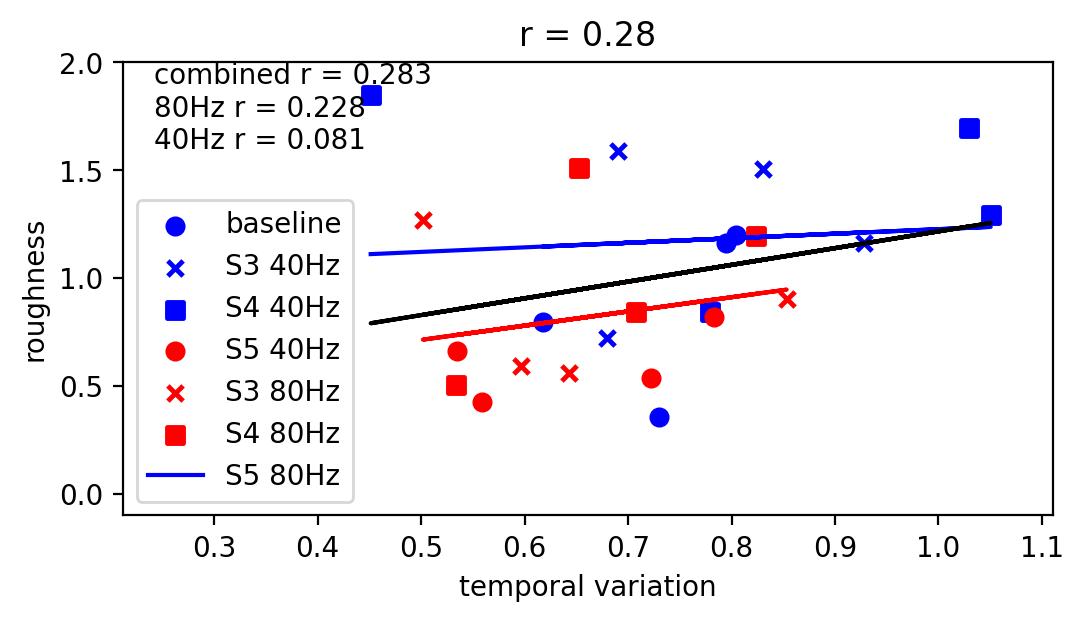 r = 0.28
combined r = 0.283
80Hz r = 0.228
40Hz r = 0.081
roughness
2.0
1.5
1.0
0.5
0.0
baseline
S3 40Hz
S4 40Hz
S5 40Hz
S3 80Hz
S4 80Hz
S5 80Hz
0.3 0.4 0.5 0.6 0.7 0.8 0.9 1.0 1.1
temporal variation